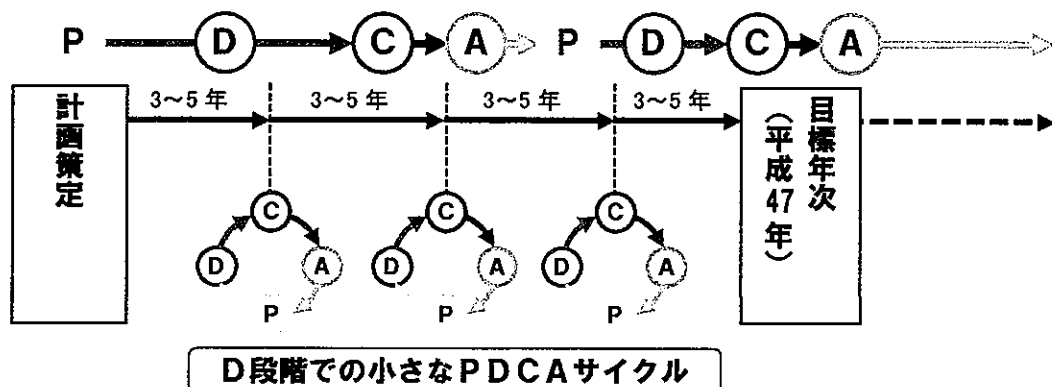 P D C A P D C A
3～5 年 3～5 年 3～5 年 3～5 年
計画策定
目標年次
（平成47年）
C C C
D A D A D A
P P P
D段階での小さなPDCAサイクル